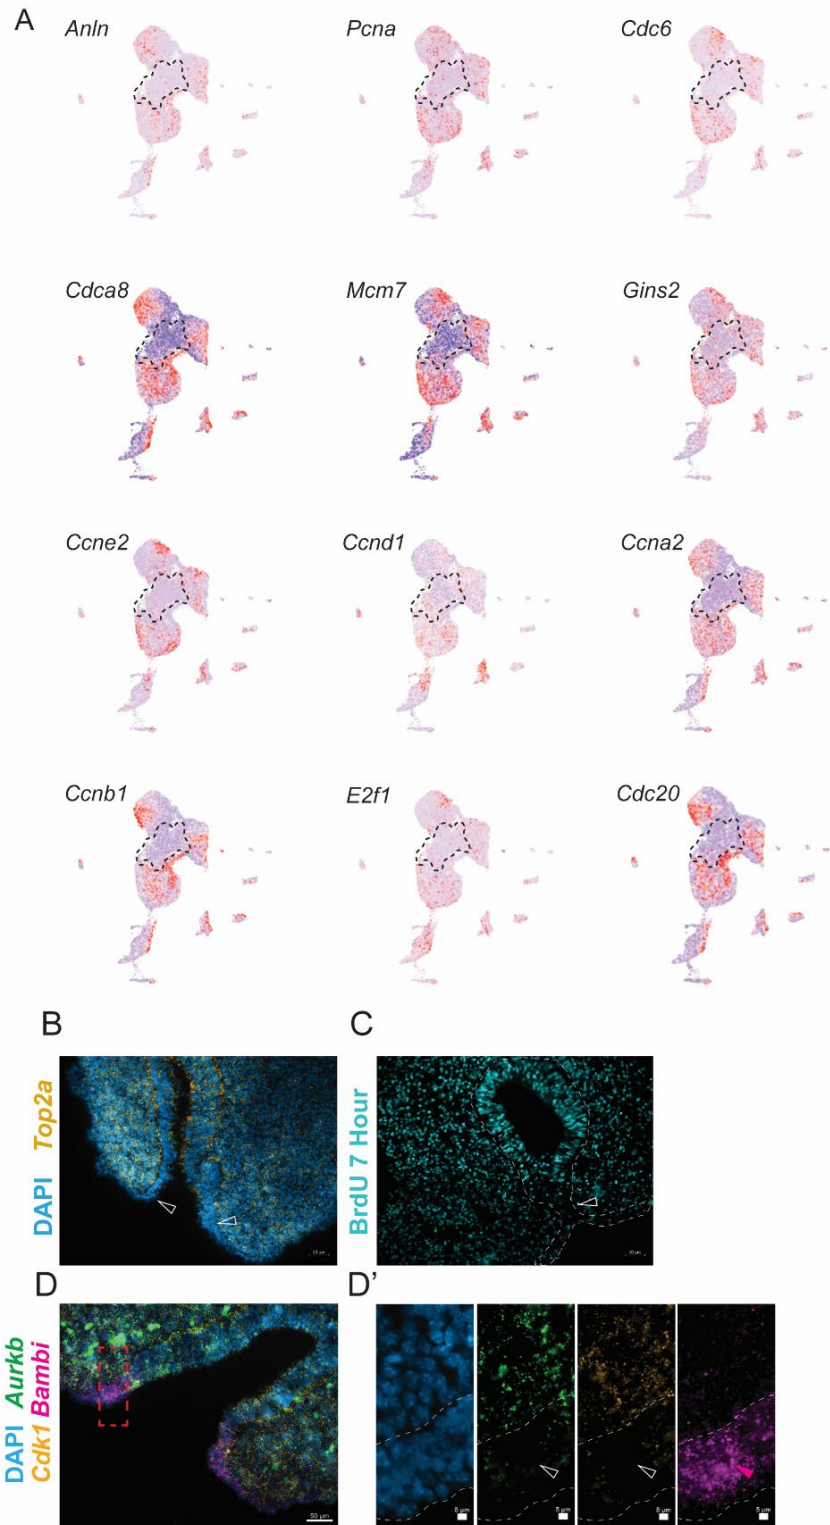 A
Anln Pcna Cdc6
Cdca8 Mcm7 Gins2
Ccne2 Ccnd1 Ccna2
Ccnb1 E2f1 Cdc20
B C
DAPI Top2a
BrdU 7 Hour
D D'
DAPI Aurkb
Cdk1 Bambi
50 µm
5 µm 5 µm 5 µm 5 µm